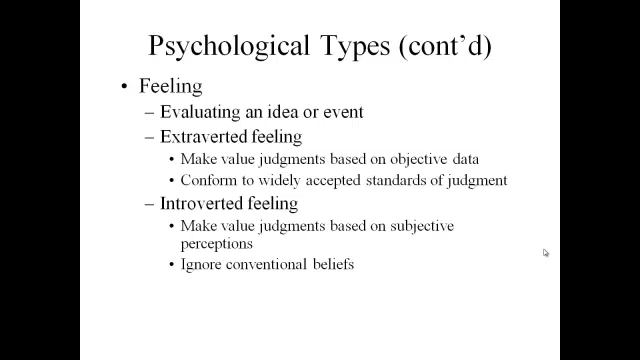 Psychological Types (cont’d)
• Feeling
– Evaluating an idea or event
– Extraverted feeling
• Make value judgments based on objective data
• Conform to widely accepted standards of judgment
– Introverted feeling
• Make value judgments based on subjective
perceptions
• Ignore conventional beliefs